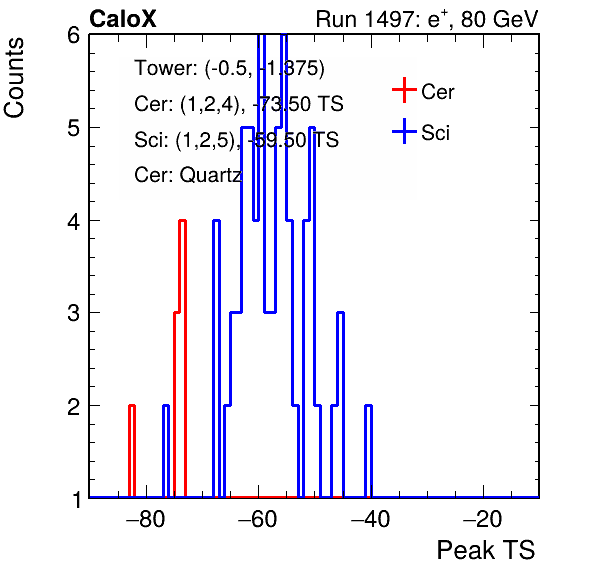 CaloX Run 1497: e⁺, 80 GeV
Counts
6
Tower: (-0.5, -1.375)
Cer: (1,2,4), -73.50 TS
Sci: (1,2,5), -59.50 TS
Cer: Quartz
Cer
Sci
5
4
3
2
1
−80 −60 −40 −20
Peak TS